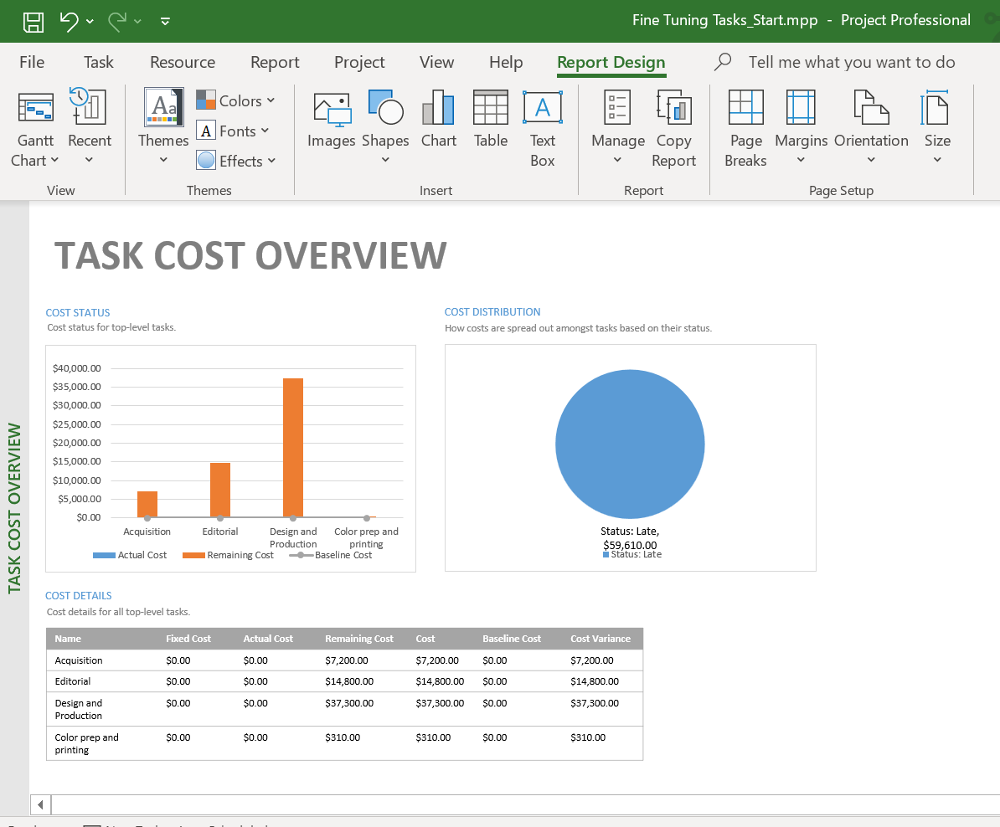 Fine Tuning Tasks_Start.mpp - Project Professional
File Task Resource Report Project View Help Report Design Tell me what you want to do
Gantt Chart
Recent
View
Aa
Themes
Colors
A Fonts
Effects
Themes
Images
Shapes
Chart
Table
A
Text Box
Insert
Manage
Copy Report
Report
Page Breaks
Margins
Orientation
Size
Page Setup
TASK COST OVERVIEW
TASK COST OVERVIEW
COST STATUS
Cost status for top-level tasks.
$40,000.00
$35,000.00
$30,000.00
$25,000.00
$20,000.00
$15,000.00
$10,000.00
$5,000.00
$0.00
Acquisition
Editorial
Design and
Production
Color prep and
printing
Actual Cost Remaining Cost Baseline Cost
COST DISTRIBUTION
How costs are spread out amongst tasks based on their status.
Status: Late,
$59,610.00
Status: Late
COST DETAILS
Cost details for all top-level tasks.
Name Fixed Cost Actual Cost Remaining Cost Cost Baseline Cost Cost Variance
Acquisition $0.00 $0.00 $7,200.00 $7,200.00 $0.00 $7,200.00
Editorial $0.00 $0.00 $14,800.00 $14,800.00 $0.00 $14,800.00
Design and $0.00 $0.00 $37,300.00 $37,300.00 $0.00 $37,300.00
Production
Color prep and $0.00 $0.00 $310.00 $310.00 $0.00 $310.00
printing